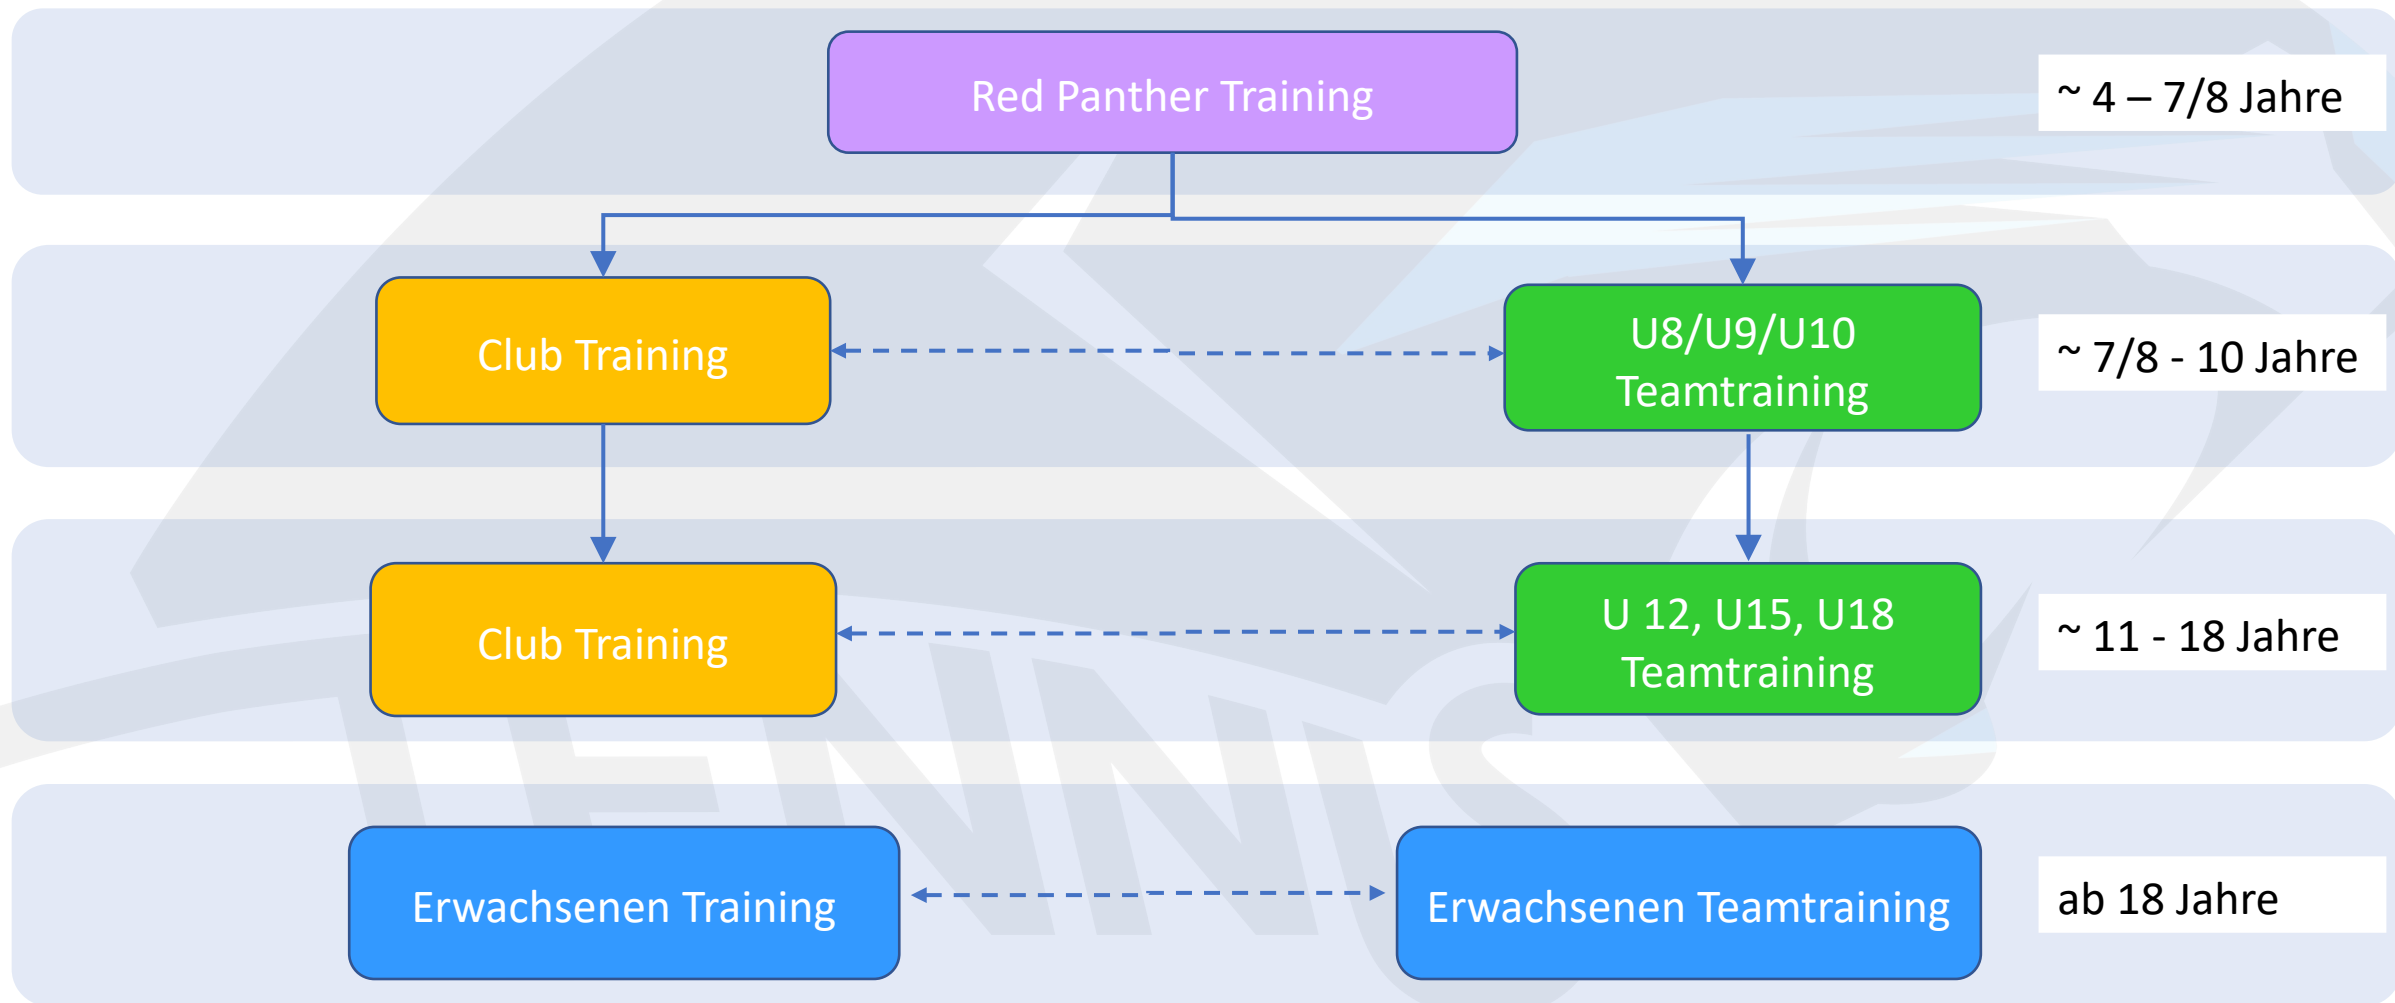 Red Panther Training
~ 4 – 7/8 Jahre
Club Training
U8/U9/U10
Teamtraining
~ 7/8 - 10 Jahre
Club Training
U 12, U15, U18
Teamtraining
~ 11 - 18 Jahre
Erwachsenen Training
Erwachsenen Teamtraining
ab 18 Jahre
TENNIS